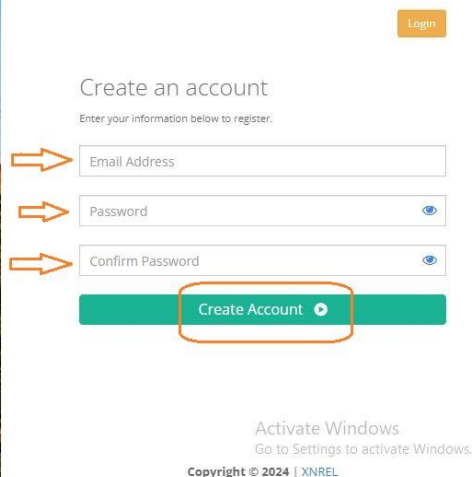 Login
Create an account
Enter your information below to register.
Email Address
Password
Confirm Password
Create Account
Activate Windows
Go to Settings to activate Windows.
Copyright © 2024 | XNREL